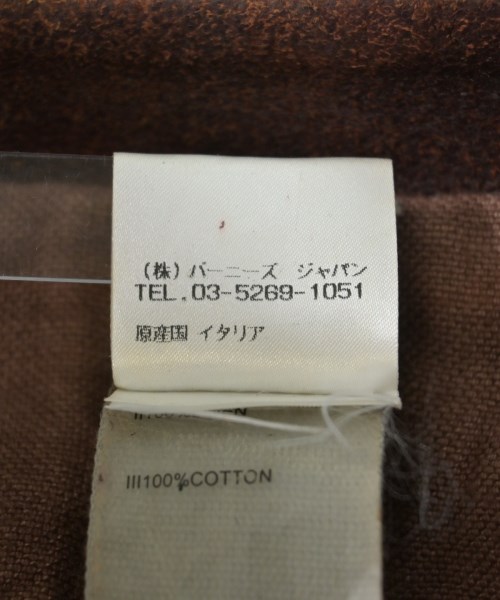 (株) バーニーズ ジャパン
TEL.03-5269-1051
原産国 イタリア
III100%COTTON